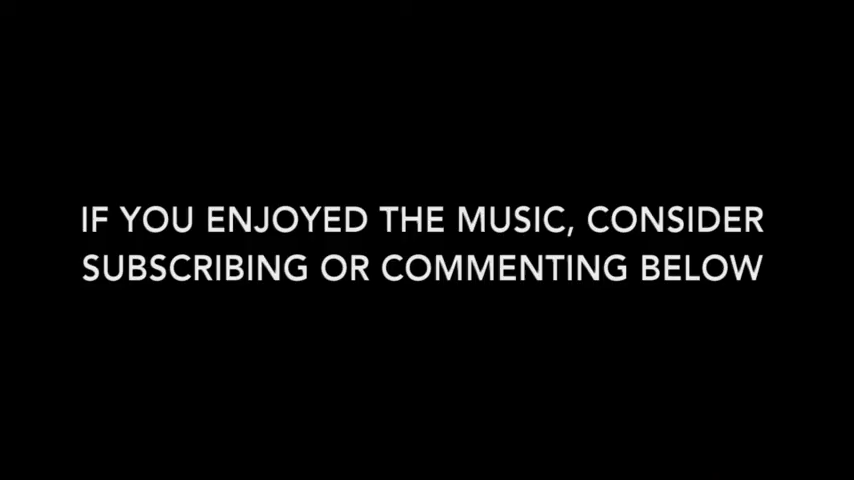 IF YOU ENJOYED THE MUSIC, CONSIDER
SUBSCRIBING OR COMMENTING BELOW